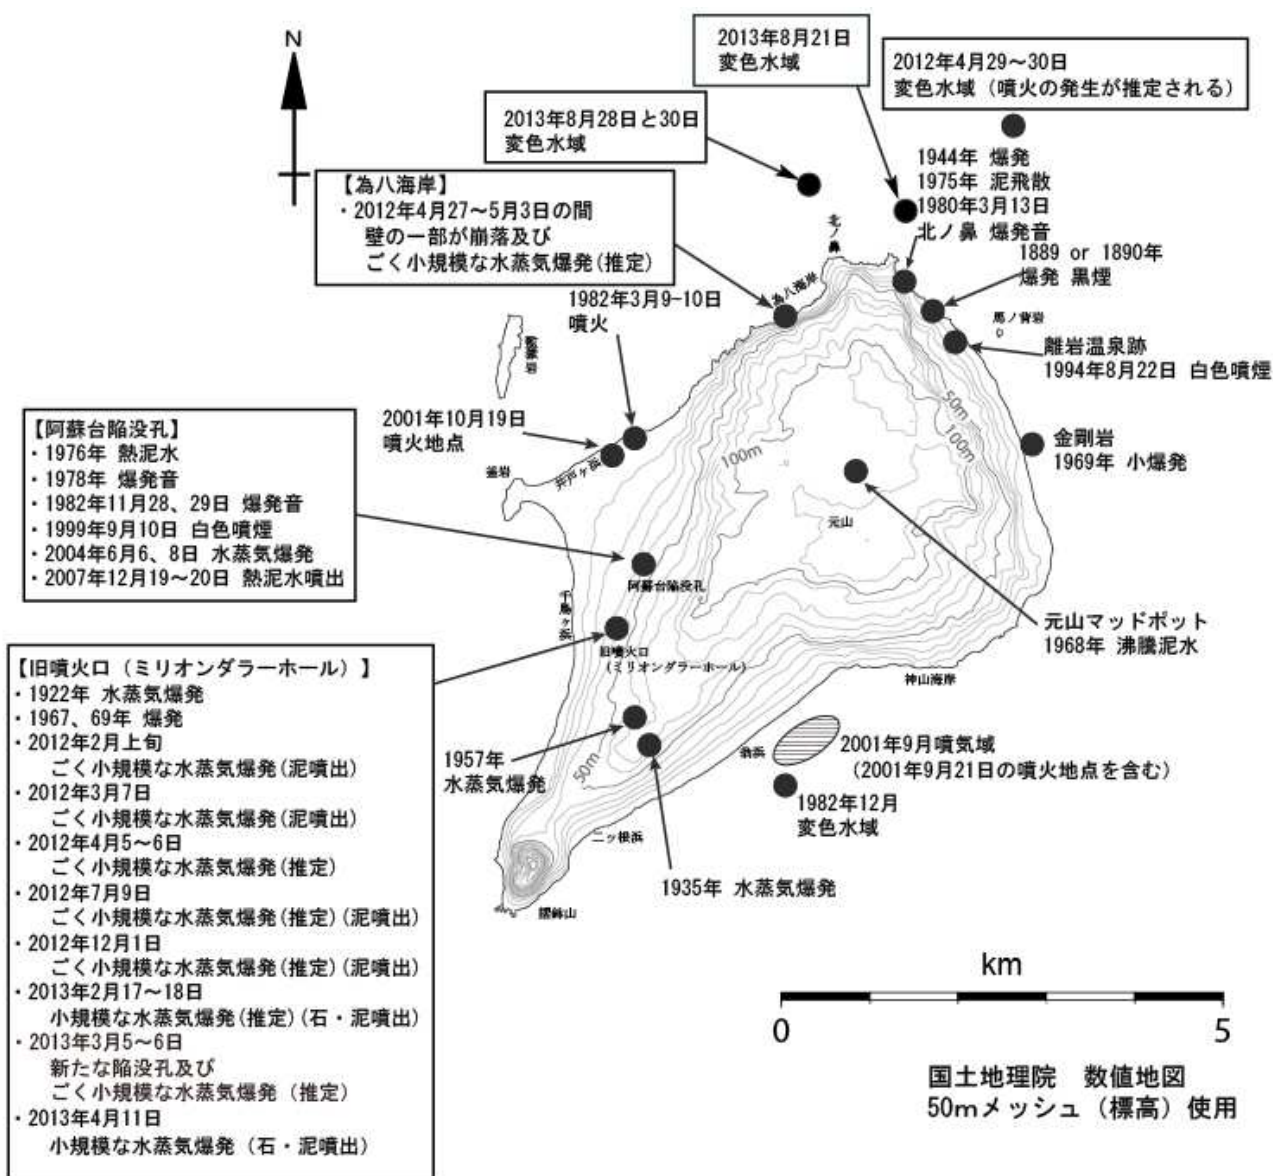 N
2013年8月21日
変色水域
2012年4月29～30日
変色水域（噴火の発生が推定される）
2013年8月28日と30日
変色水域
1944年 爆発
1975年 泥飛散
1980年3月13日
北ノ鼻 爆発音
【為八海岸】
・2012年4月27～5月3日の間
壁の一部が崩落及び
ごく小規模な水蒸気爆発(推定)
北ノ鼻
1889 or 1890年
爆発 黒煙
為八海岸
1982年3月9-10日
噴火
馬ノ背岩
離岩温泉跡
1994年8月22日 白色噴煙
50m
100m
2001年10月19日
噴火地点
【阿蘇台陥没孔】
・1976年 熱泥水
・1978年 爆発音
・1982年11月28、29日 爆発音
・1999年9月10日 白色噴煙
・2004年6月6、8日 水蒸気爆発
・2007年12月19～20日 熱泥水噴出
100m
金剛岩
1969年 小爆発
釜岩
井戸ヶ浜
元山
阿蘇台陥没孔
千鳥ヶ浜
元山マッドポット
1968年 沸騰泥水
旧噴火口
（ミリオンダラーホール）
神山海岸
【旧噴火口（ミリオンダラーホール）】
・1922年 水蒸気爆発
・1967、69年 爆発
・2012年2月上旬
ごく小規模な水蒸気爆発(泥噴出)
・2012年3月7日
ごく小規模な水蒸気爆発(泥噴出)
・2012年4月5～6日
ごく小規模な水蒸気爆発(推定)
・2012年7月9日
ごく小規模な水蒸気爆発(推定)(泥噴出)
・2012年12月1日
ごく小規模な水蒸気爆発(推定)(泥噴出)
・2013年2月17～18日
小規模な水蒸気爆発(推定)(石・泥噴出)
・2013年3月5～6日
新たな陥没孔及び
ごく小規模な水蒸気爆発（推定）
・2013年4月11日
小規模な水蒸気爆発（石・泥噴出）
1957年
水蒸気爆発
50m
翁浜
2001年9月噴気域
（2001年9月21日の噴火地点を含む）
1982年12月
変色水域
二ッ根浜
1935年 水蒸気爆発
摺鉢山
km
0
5
国土地理院　数値地図
50mメッシュ（標高）使用